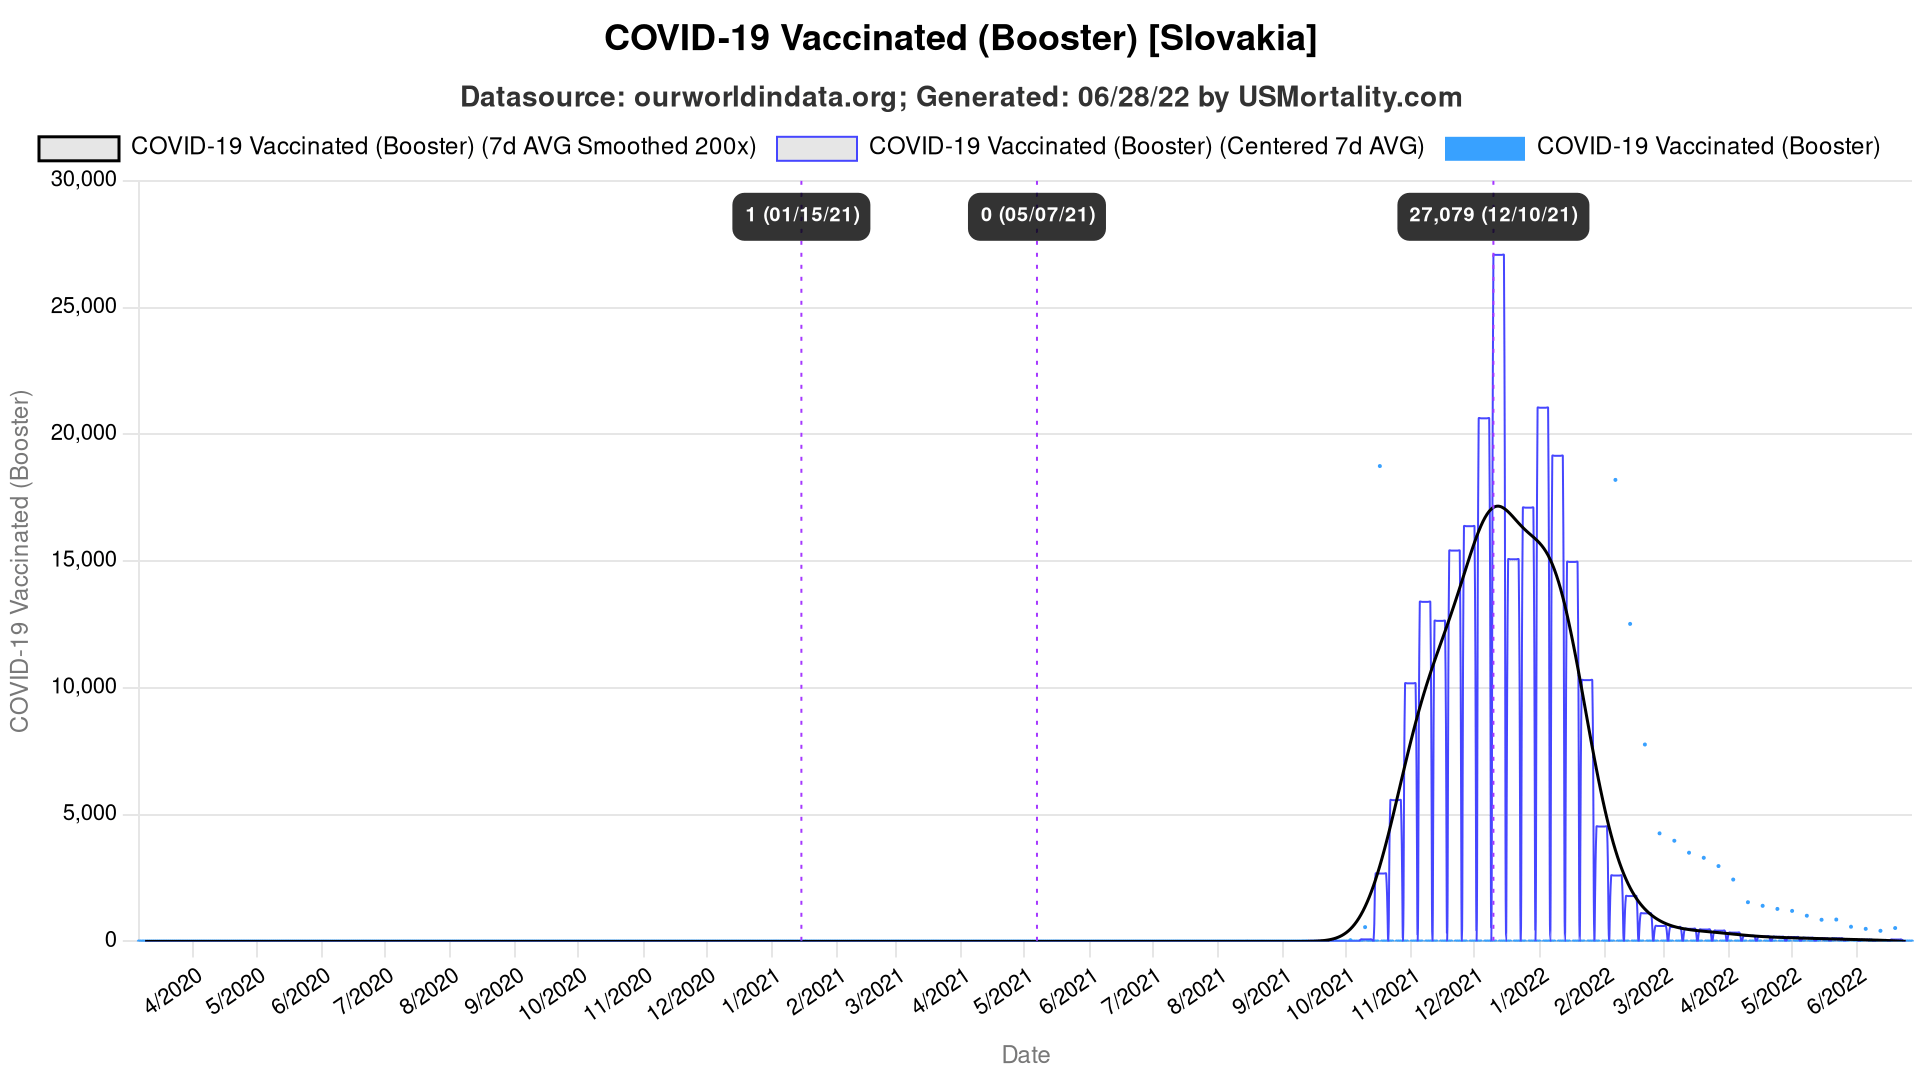 COVID-19 Vaccinated (Booster) [Slovakia]
Datasource: ourworldindata.org; Generated: 06/28/22 by USMortality.com
COVID-19 Vaccinated (Booster) (7d AVG Smoothed 200x) COVID-19 Vaccinated (Booster) (Centered 7d AVG) COVID-19 Vaccinated (Booster)
1 (01/15/21) 0 (05/07/21) 27,079 (12/10/21)
COVID-19 Vaccinated (Booster)
30,000
25,000
20,000
15,000
10,000
5,000
0
4/2020 5/2020 6/2020 7/2020 8/2020 9/2020 10/2020 11/2020 12/2020 1/2021 2/2021 3/2021 4/2021 5/2021 6/2021 7/2021 8/2021 9/2021 10/2021 11/2021 12/2021 1/2022 2/2022 3/2022 4/2022 5/2022 6/2022
Date